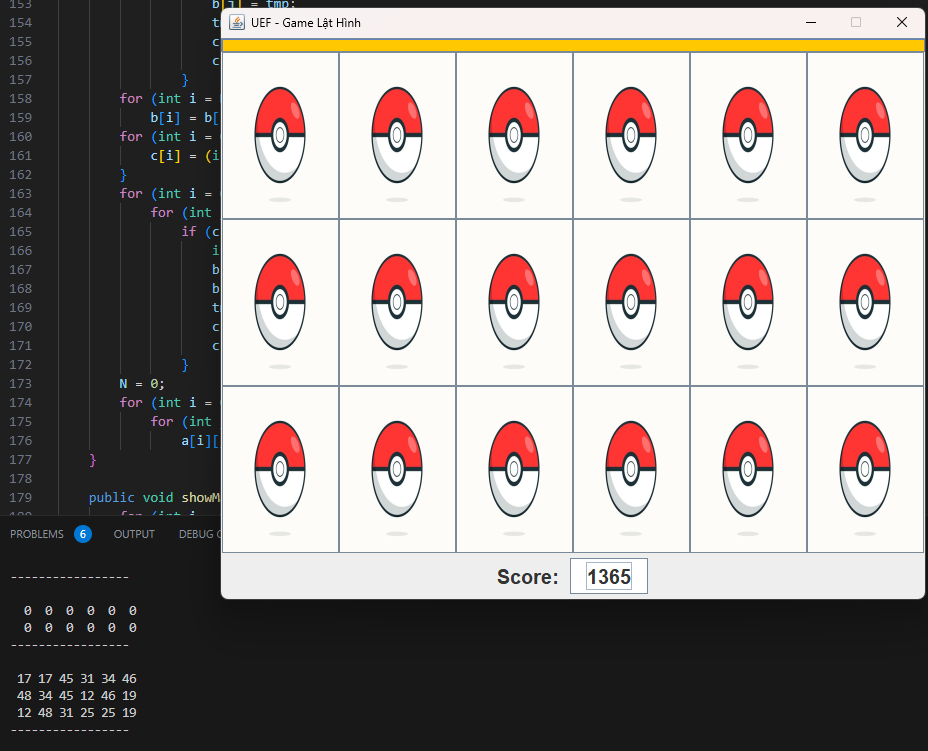 153 b[i] = tmp;
154
155 c
156 c
157 }
158 for (int i =
159 b[i] = b[
160 for (int i =
161 c[i] = (i
162 }
163 for (int i =
164 for (int
165 if (c
166 i
167 b
168 b
169
170 c
171 c
172 }
173 N = 0;
174 for (int i =
175 for (int
176 a[i][
177 }
178
179 public void showM
UEF - Game Lật Hình
Score: 1365
PROBLEMS 6 OUTPUT DEBUG
-----------------
0 0 0 0 0 0
0 0 0 0 0 0
-----------------
17 17 45 31 34 46
48 34 45 12 46 19
12 48 31 25 25 19
-----------------